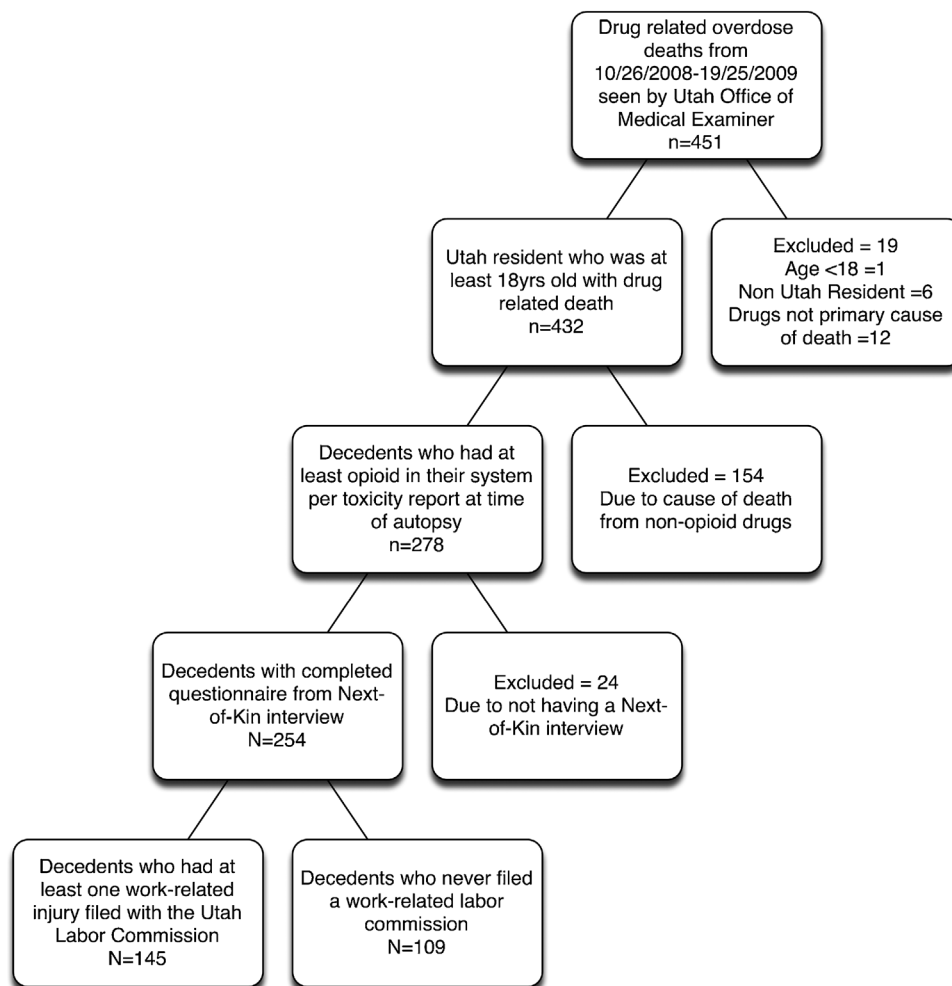 Drug related overdose
deaths from
10/26/2008-19/25/2009
seen by Utah Office of
Medical Examiner
n=451
Utah resident who was at
least 18yrs old with drug
related death
n=432
Excluded = 19
Age <18 =1
Non Utah Resident =6
Drugs not primary cause
of death =12
Decedents who had at
least opioid in their system
per toxicity report at time
of autopsy
n=278
Excluded = 154
Due to cause of death
from non-opioid drugs
Decedents with completed
questionnaire from Next-
of-Kin interview
N=254
Excluded = 24
Due to not having a Next-
of-Kin interview
Decedents who had at
least one work-related
injury filed with the Utah
Labor Commission
N=145
Decedents who never filed
a work-related labor
commission
N=109